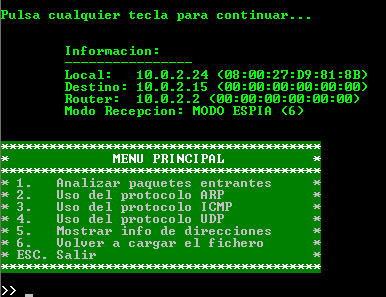 Pulsa cualquier tecla para continuar...
Informacion:
----------------
Local:   10.0.2.24 (08:00:27:D9:81:8B)
Destino: 10.0.2.15 (00:00:00:00:00:00)
Router:  10.0.2.2 (00:00:00:00:00:00)
Modo Recepcion: MODO ESPIA (6)
****************************************
*             MENU PRINCIPAL           *
****************************************
* 1.   Analizar paquetes entrantes     *
* 2.   Uso del protocolo ARP           *
* 3.   Uso del protocolo ICMP          *
* 4.   Uso del protocolo UDP           *
* 5.   Mostrar info de direcciones     *
* 6.   Volver a cargar el fichero      *
* ESC. Salir                           *
****************************************
>> _